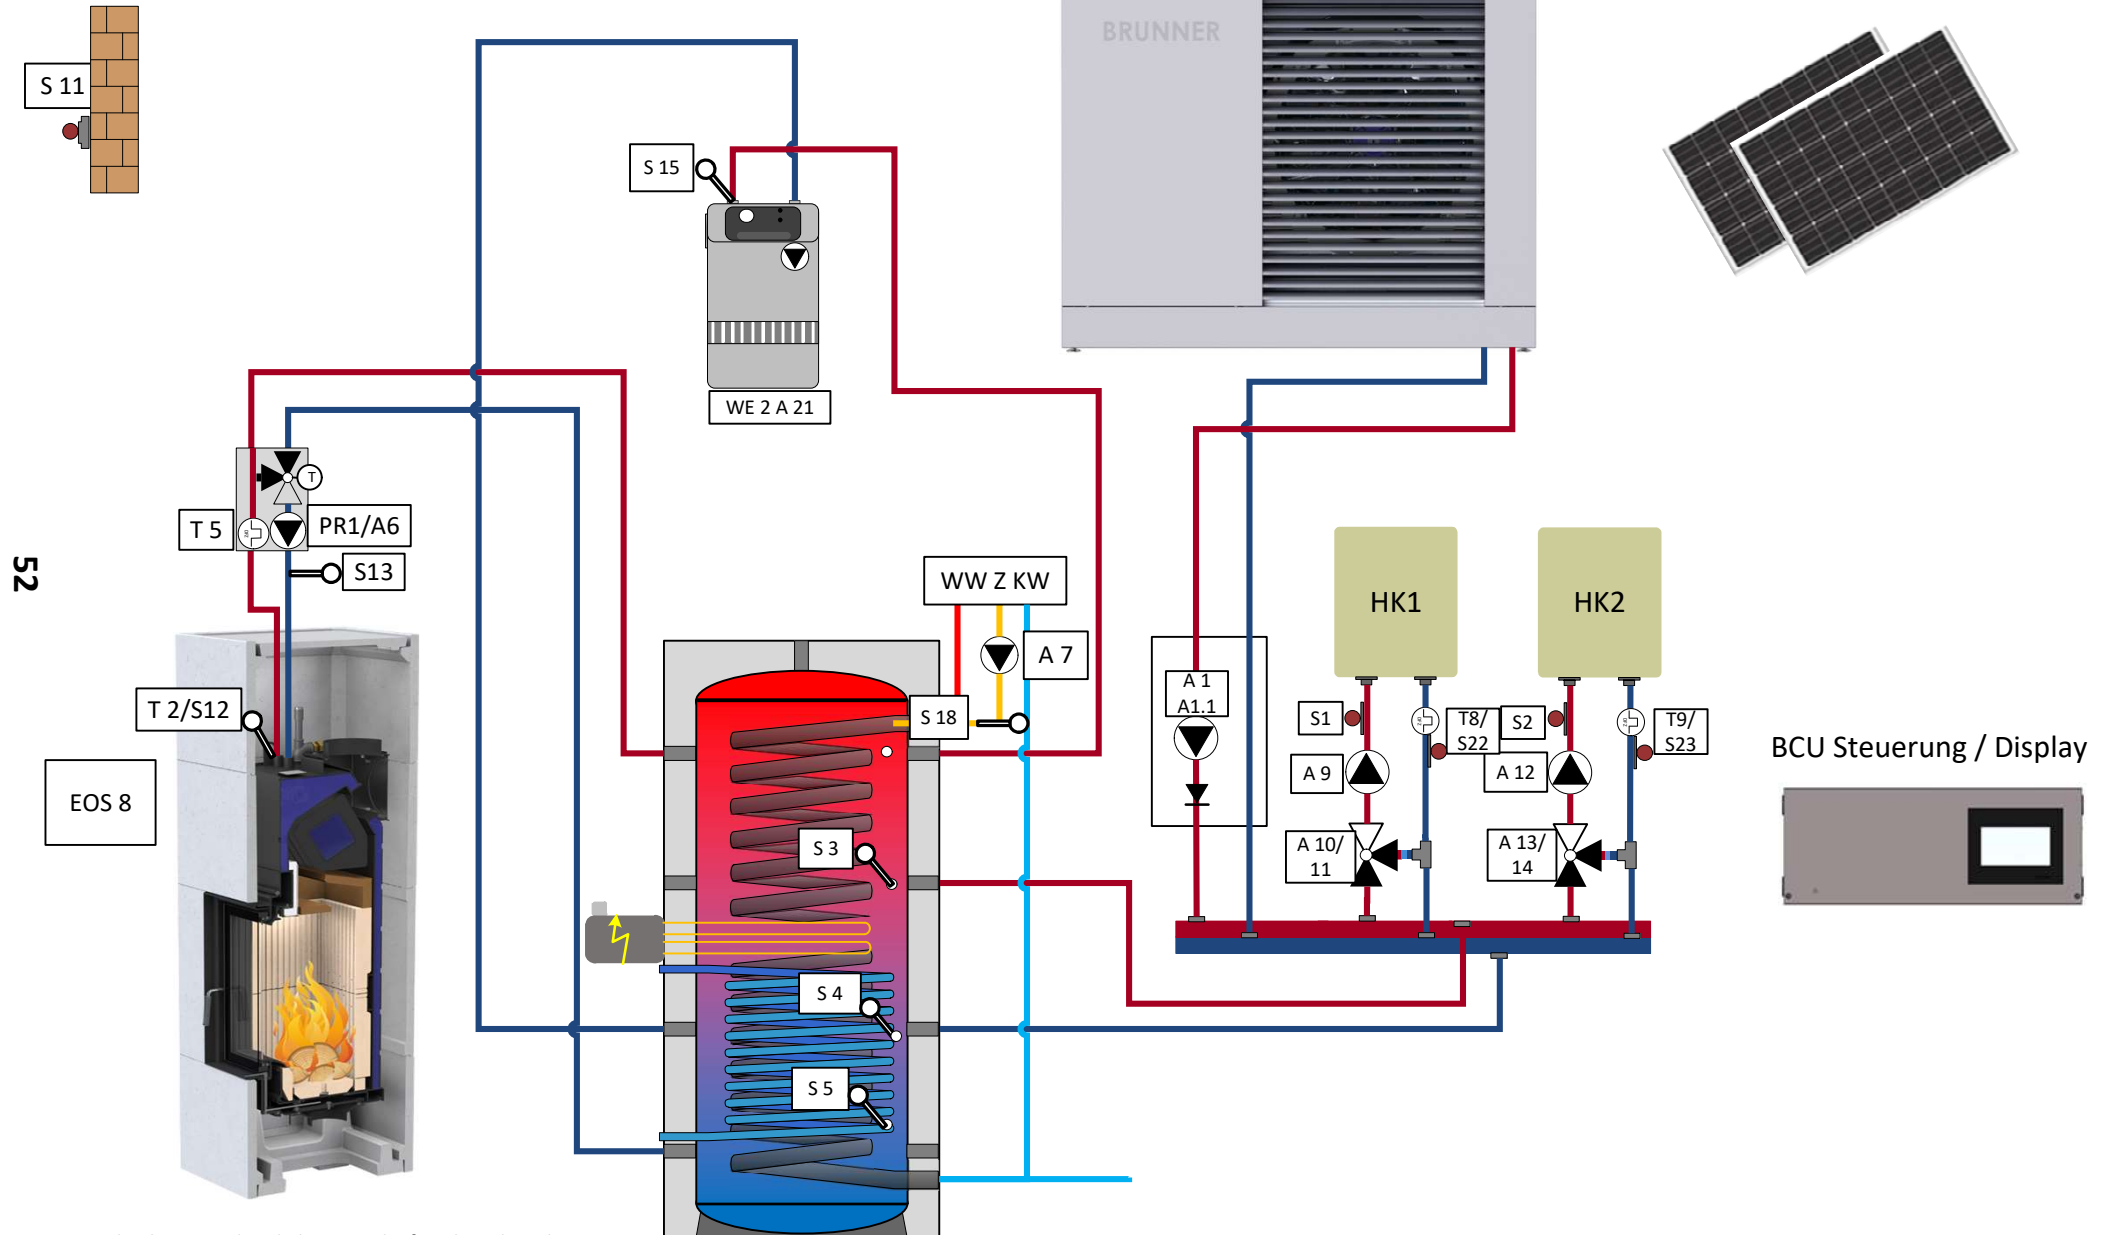 BRUNNER
S 11
S 15
WE 2 A 21
T 5
PR1/A6
S13
52
WW Z KW
A 7
HK1
HK2
T 2/S12
S 18
A 1
A1.1
S1
T8/
S22
S2
T9/
S23
A 9
A 12
BCU Steuerung / Display
EOS 8
S 3
A 10/
11
A 13/
14
S 4
S 5
T